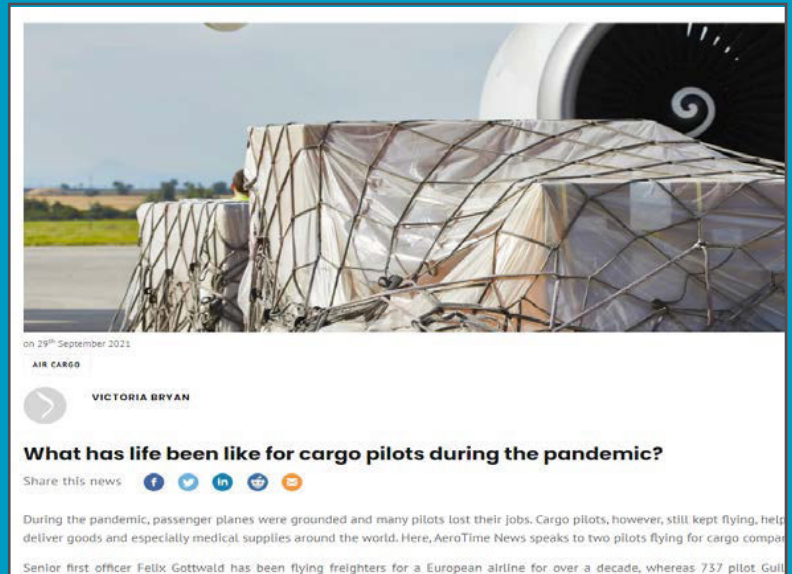 on 29th September 2021
AIR CARGO
VICTORIA BRYAN
What has life been like for cargo pilots during the pandemic?
Share this news
During the pandemic, passenger planes were grounded and many pilots lost their jobs. Cargo pilots, however, still kept flying, help
deliver goods and especially medical supplies around the world. Here, AeroTime News speaks to two pilots flying for cargo compa
Senior first officer Felix Gottwald has been flying freighters for a European airline for over a decade, whereas 737 pilot Guil